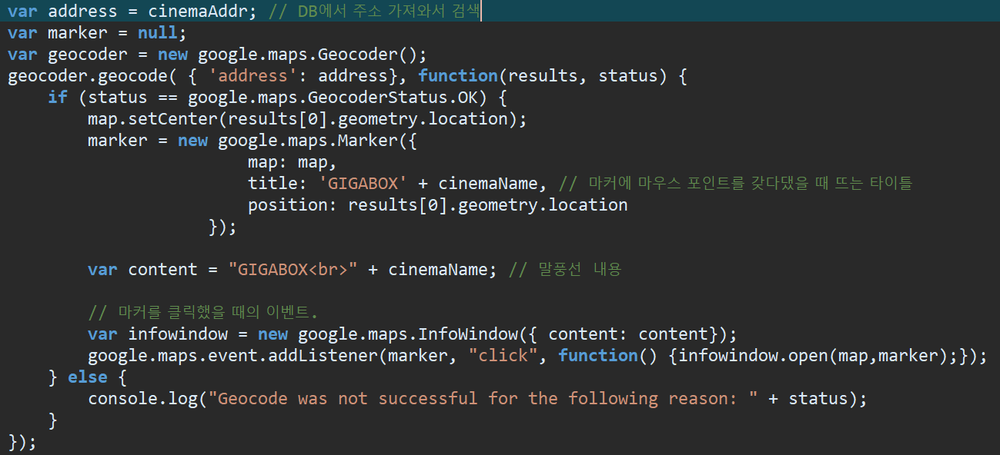 var address = cinemaAddr; // DB에서 주소 가져와서 검색
var marker = null;
var geocoder = new google.maps.Geocoder();
geocoder.geocode( { 'address': address}, function(results, status) {
    if (status == google.maps.GeocoderStatus.OK) {
        map.setCenter(results[0].geometry.location);
        marker = new google.maps.Marker({
                        map: map,
                        title: 'GIGABOX' + cinemaName, // 마커에 마우스 포인트를 갖다댔을 때 뜨는 타이틀
                        position: results[0].geometry.location
                    });
        var content = "GIGABOX<br>" + cinemaName; // 말풍선 내용
        // 마커를 클릭했을 때의 이벤트.
        var infowindow = new google.maps.InfoWindow({ content: content});
        google.maps.event.addListener(marker, "click", function() {infowindow.open(map,marker);});
    } else {
        console.log("Geocode was not successful for the following reason: " + status);
    }
});